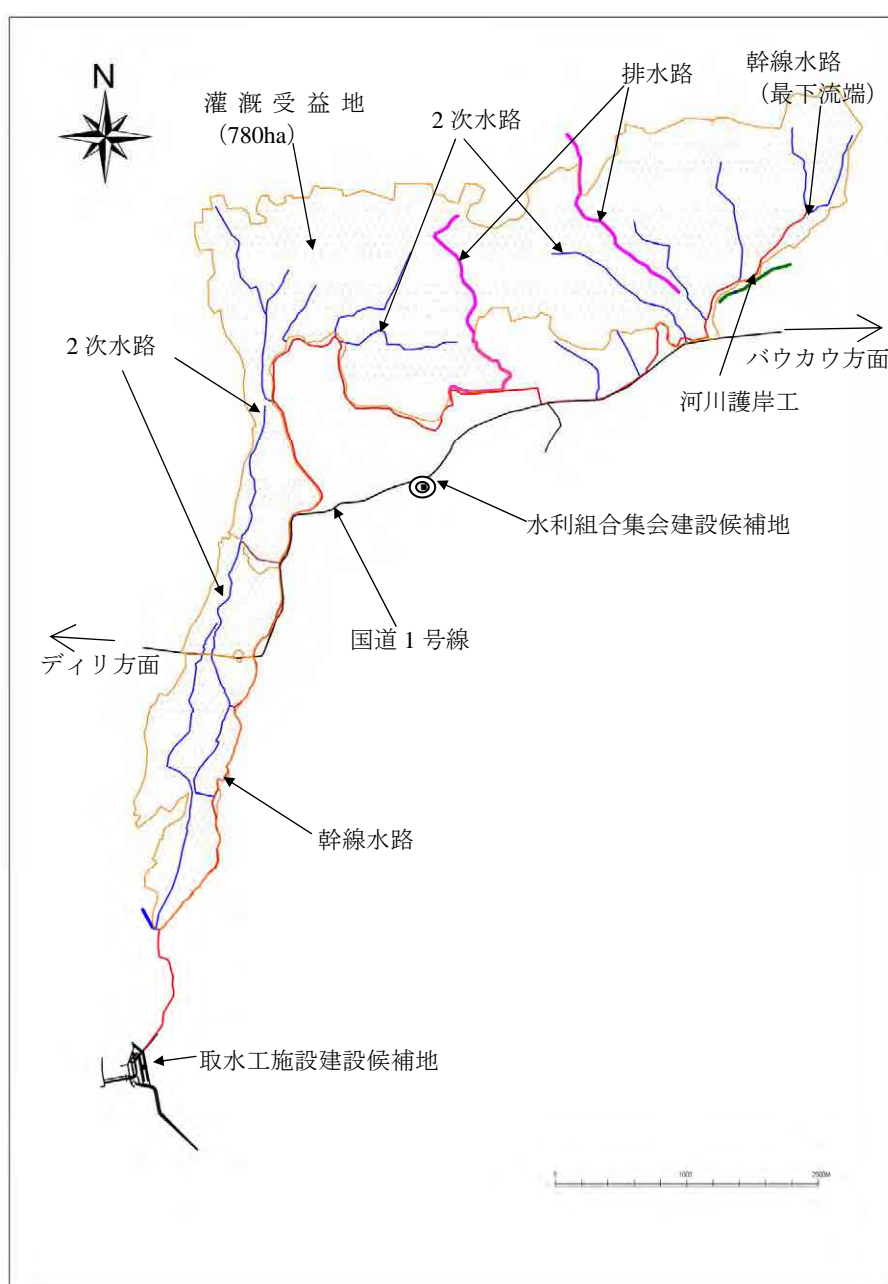 N
灌漑受益地
(780ha)
2次水路
排水路
幹線水路
（最下流端）
2次水路
バウカウ方面
河川護岸工
水利組合集会建設候補地
国道1号線
ディリ方面
幹線水路
取水工施設建設候補地
0 1000 2000M